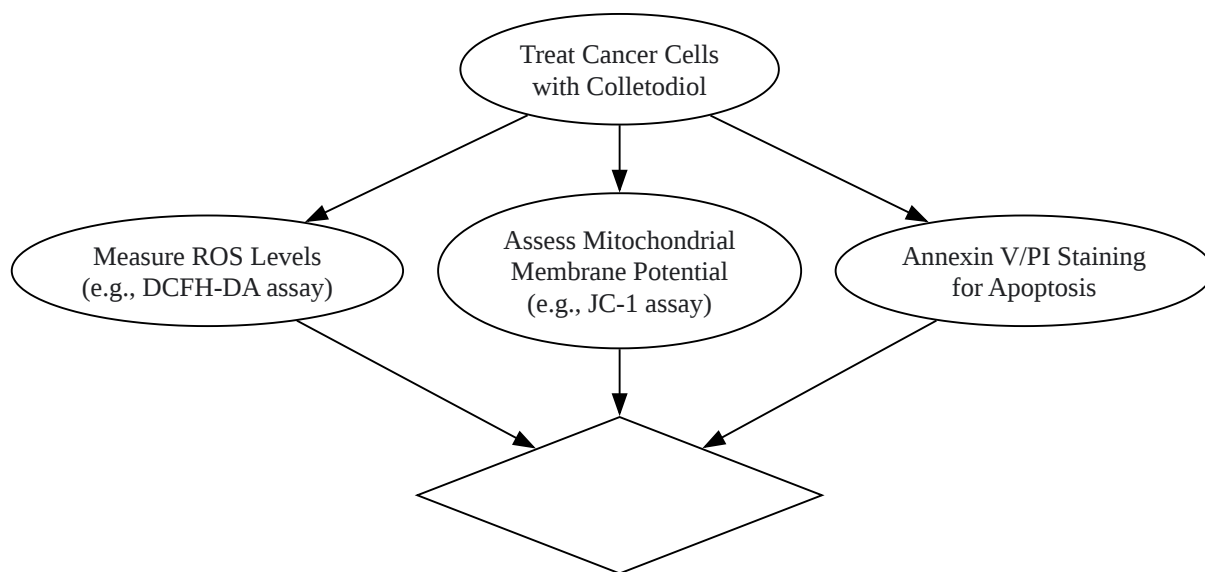 Treat Cancer Cells
with Colletodiol
Measure ROS Levels
(e.g., DCFH-DA assay)
Assess Mitochondrial
Membrane Potential
(e.g., JC-1 assay)
Annexin V/PI Staining
for Apoptosis